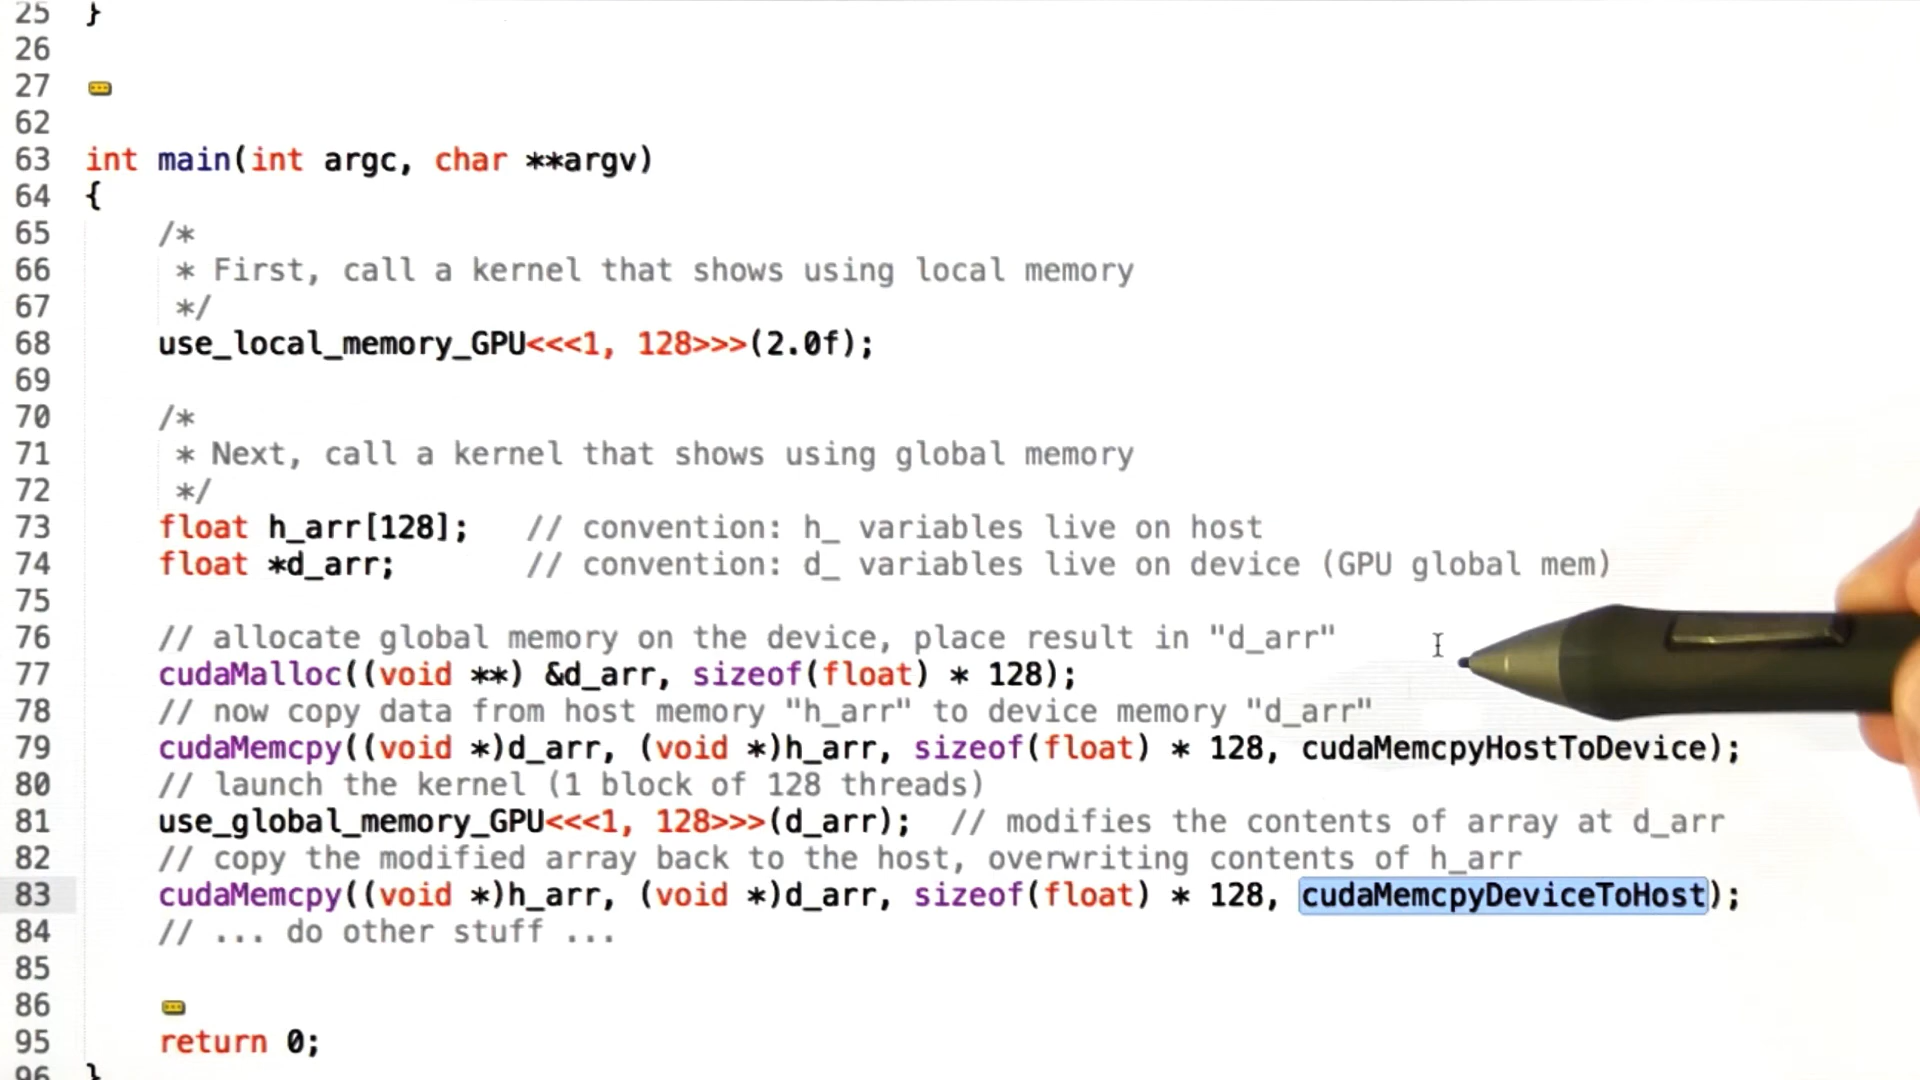 25 }
26
27
62
63 int main(int argc, char **argv)
64 {
65 /*
66 * First, call a kernel that shows using local memory
67 */
68 use_local_memory_GPU<<<1, 128>>>(2.0f);
69
70 /*
71 * Next, call a kernel that shows using global memory
72 */
73 float h_arr[128]; // convention: h_ variables live on host
74 float *d_arr; // convention: d_ variables live on device (GPU global mem)
75
76 // allocate global memory on the device, place result in "d_arr"
77 cudaMalloc((void **) &d_arr, sizeof(float) * 128);
78 // now copy data from host memory "h_arr" to device memory "d_arr"
79 cudaMemcpy((void *)d_arr, (void *)h_arr, sizeof(float) * 128, cudaMemcpyHostToDevice);
80 // launch the kernel (1 block of 128 threads)
81 use_global_memory_GPU<<<1, 128>>>(d_arr); // modifies the contents of array at d_arr
82 // copy the modified array back to the host, overwriting contents of h_arr
83 cudaMemcpy((void *)h_arr, (void *)d_arr, sizeof(float) * 128, cudaMemcpyDeviceToHost);
84 // ... do other stuff ...
85
86
95 return 0;
96 }